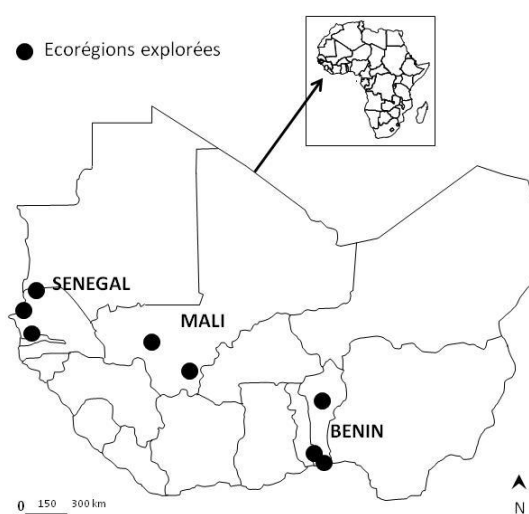 Ecorégions explorées
SENEGAL
MALI
BENIN
0 150 300 km
N